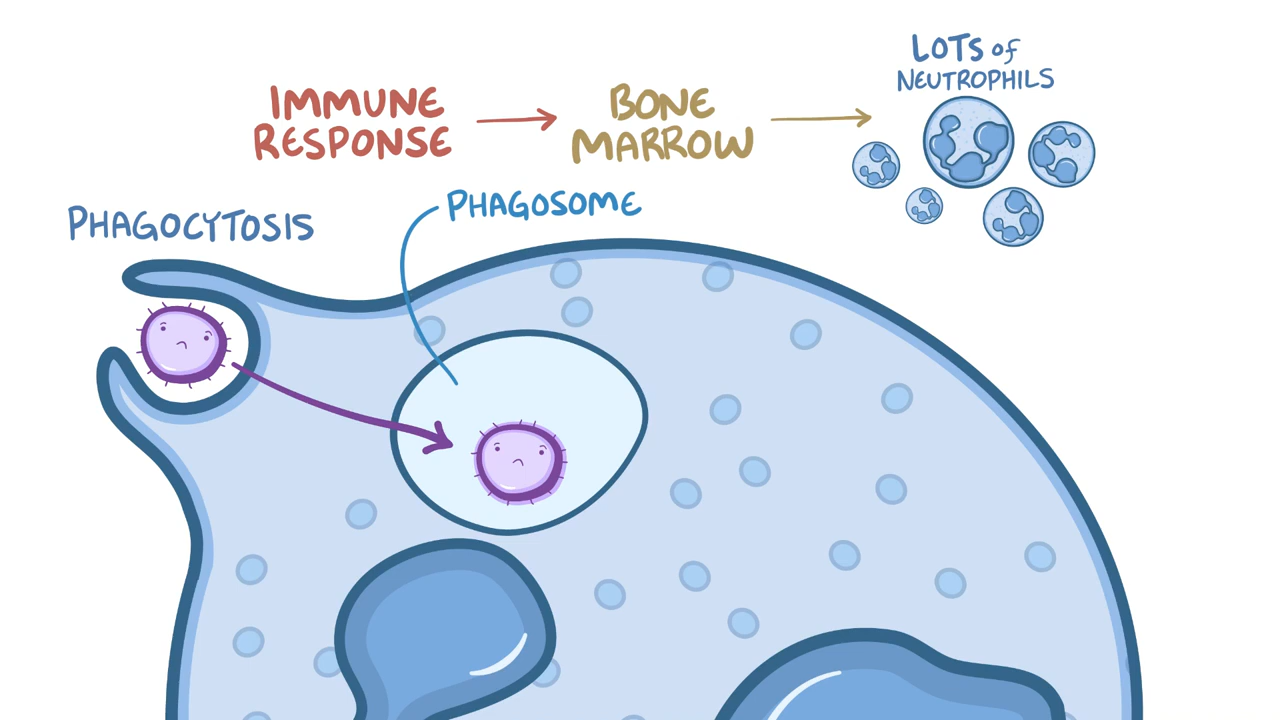 IMMUNE
RESPONSE
BONE
MARROW
LOTS of
NEUTROPHILS
PHAGOCYTOSIS
PHAGOSOME